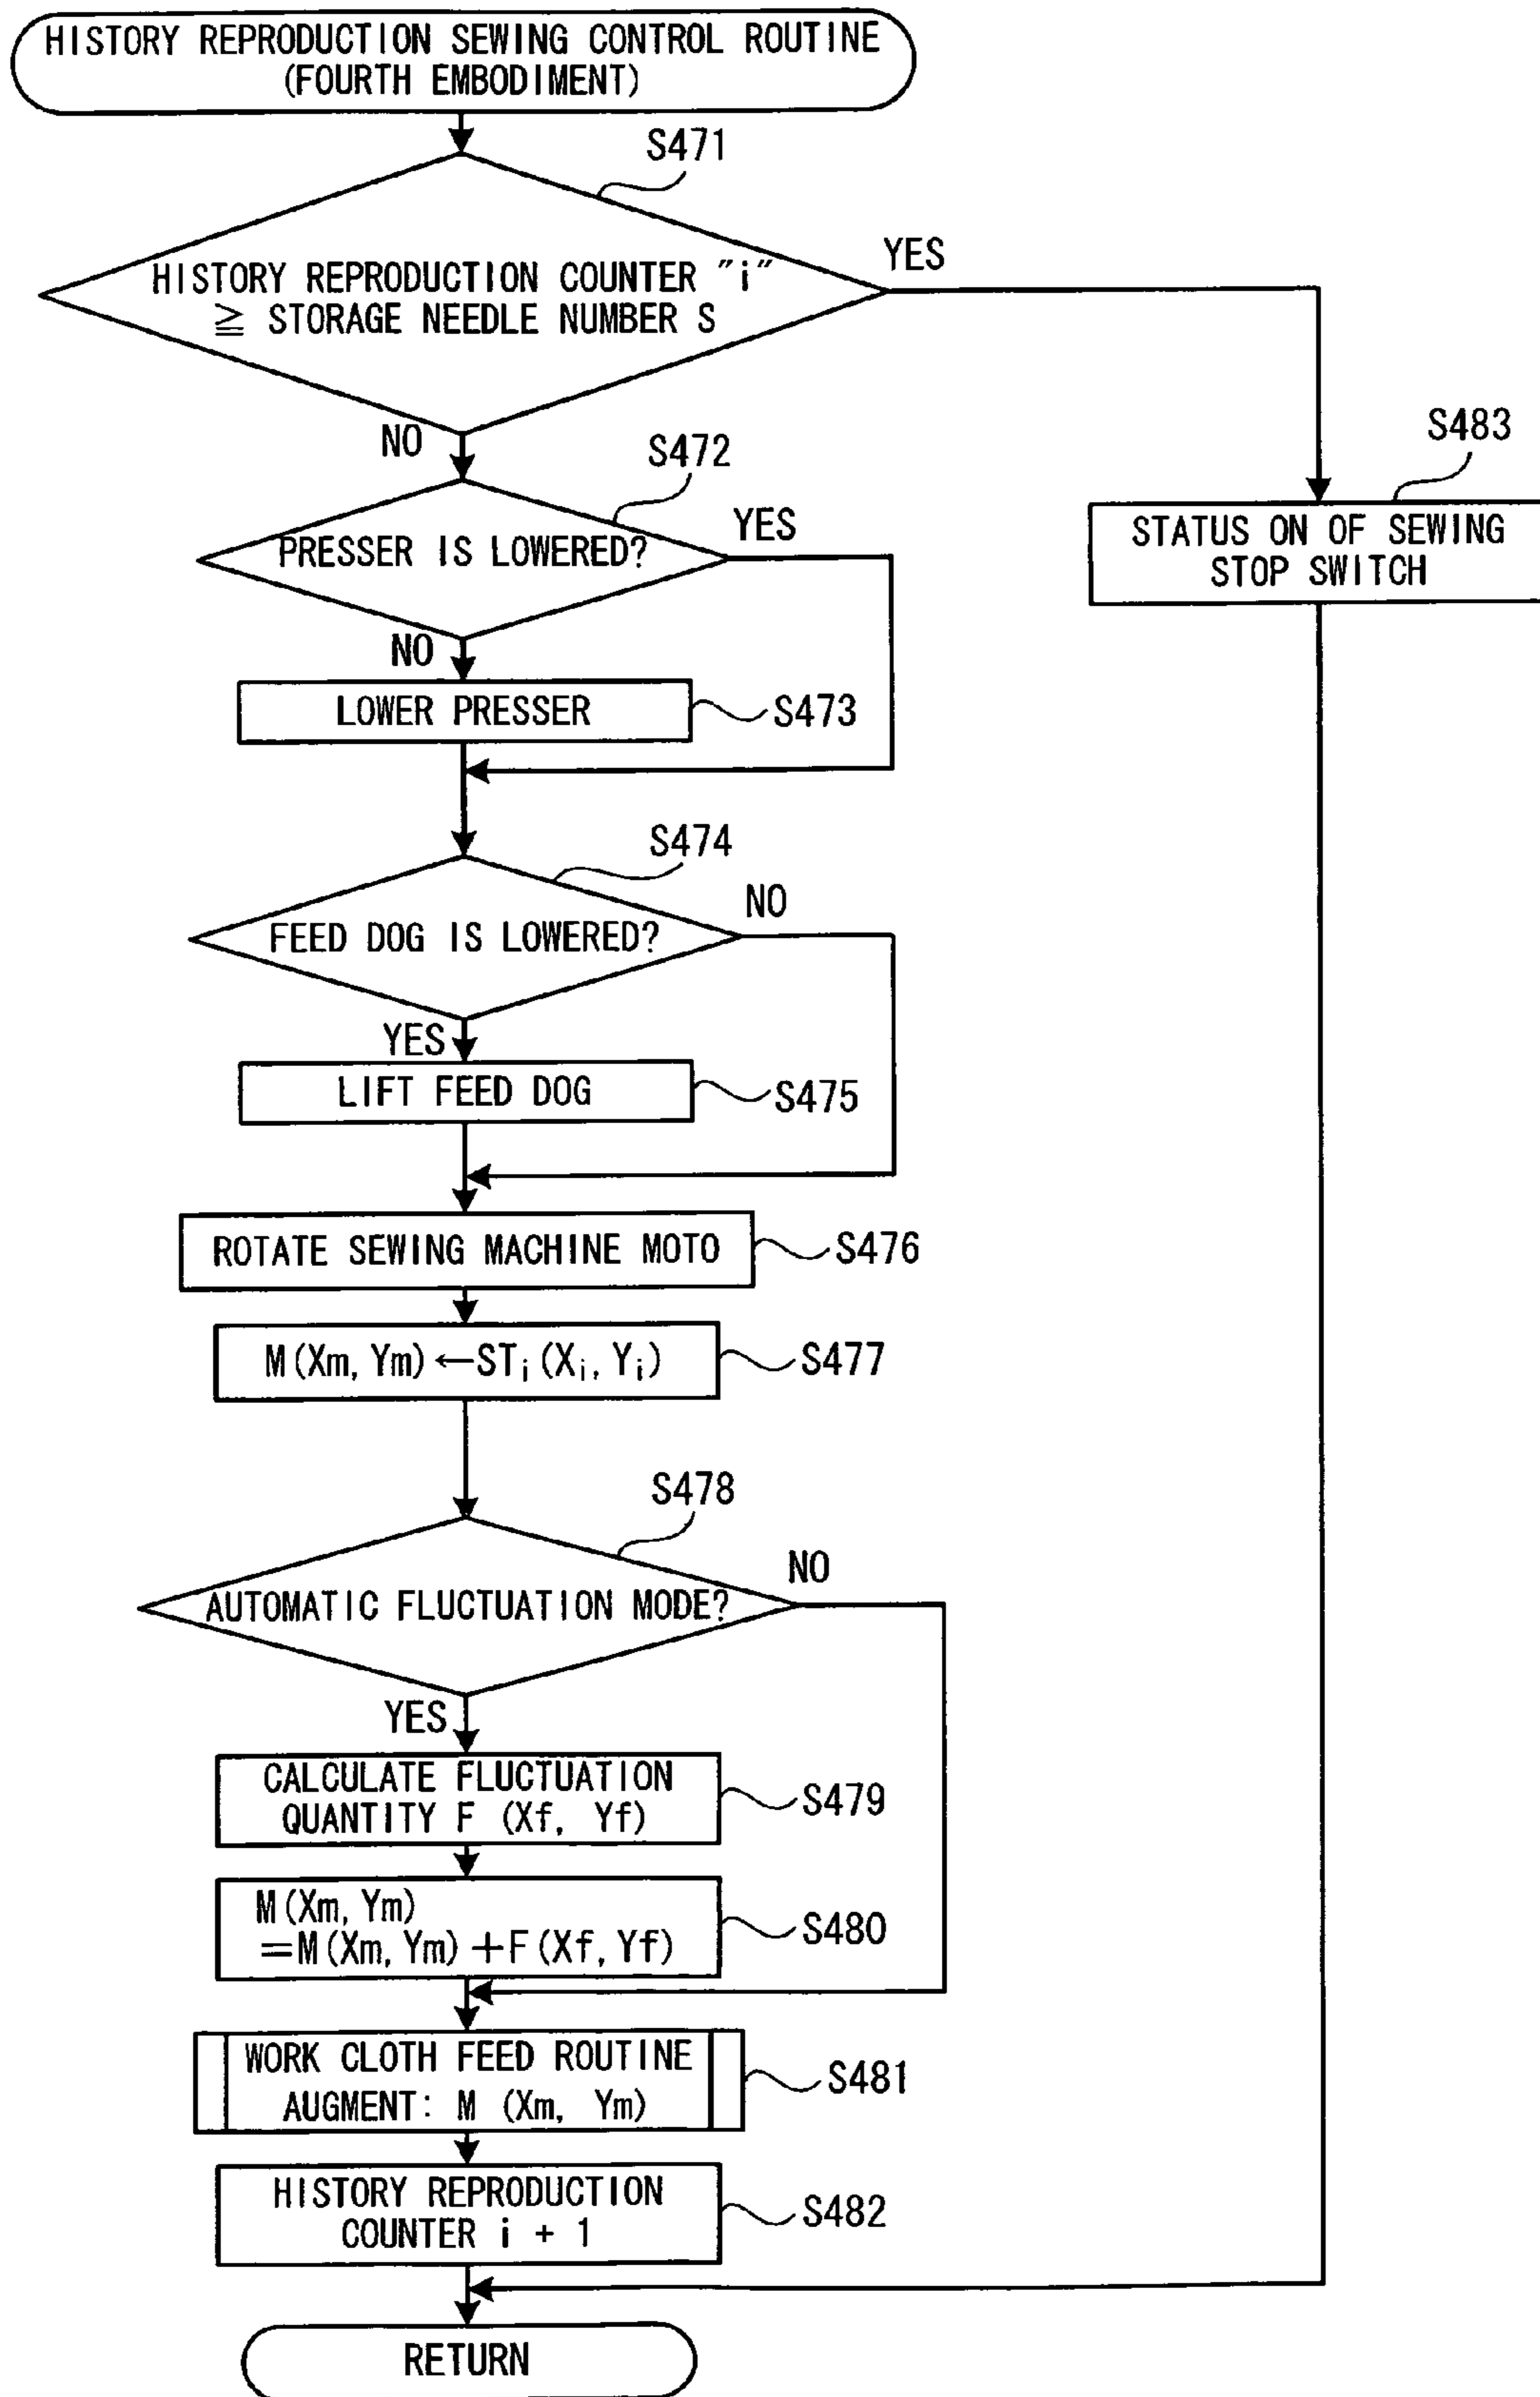 HISTORY REPRODUCTION SEWING CONTROL ROUTINE
(FOURTH EMBODIMENT)
S471
HISTORY REPRODUCTION COUNTER "i"
≧ STORAGE NEEDLE NUMBER S
YES
NO
S472
PRESSER IS LOWERED?
YES
S483
STATUS ON OF SEWING
STOP SWITCH
NO
LOWER PRESSER
S473
S474
FEED DOG IS LOWERED?
NO
YES
LIFT FEED DOG
S475
ROTATE SEWING MACHINE MOTO
S476
M(Xm, Ym)←STi(Xi, Yi)
S477
S478
AUTOMATIC FLUCTUATION MODE?
NO
YES
CALCULATE FLUCTUATION
QUANTITY F (Xf, Yf)
S479
M(Xm, Ym)
=M(Xm, Ym)+F(Xf, Yf)
S480
WORK CLOTH FEED ROUTINE
AUGMENT: M (Xm, Ym)
S481
HISTORY REPRODUCTION
COUNTER i + 1
S482
RETURN